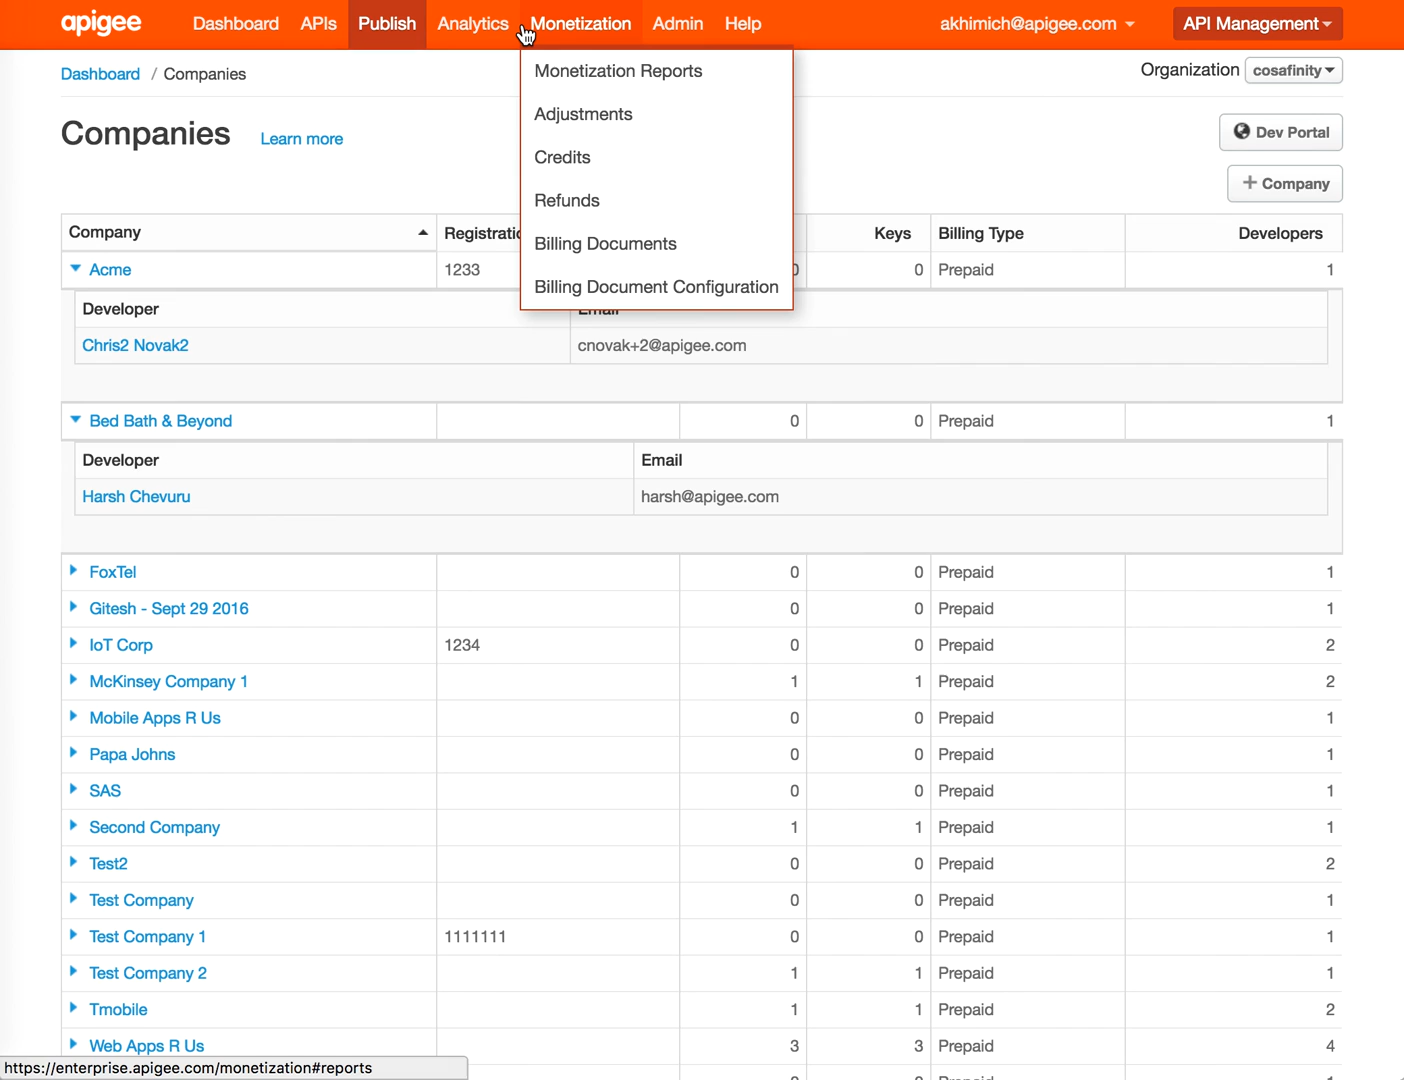 apigee Dashboard APIs Publish Analytics Monetization Admin Help akhimich@apigee.com API Management
Dashboard / Companies Organization cosafinity
Monetization Reports
Adjustments
Credits
Refunds
Billing Documents
Billing Document Configuration
Companies Learn more Dev Portal
+ Company
Company Keys Billing Type Developers
Acme 1233 0 Prepaid 1
Developer Email
Chris2 Novak2 cnovak+2@apigee.com
Bed Bath & Beyond 0 0 Prepaid 1
Developer Email
Harsh Chevuru harsh@apigee.com
FoxTel 0 0 Prepaid 1
Gitesh - Sept 29 2016 0 0 Prepaid 1
IoT Corp 1234 0 0 Prepaid 2
McKinsey Company 1 1 1 Prepaid 2
Mobile Apps R Us 0 0 Prepaid 1
Papa Johns 0 0 Prepaid 1
SAS 0 0 Prepaid 1
Second Company 1 1 Prepaid 1
Test2 0 0 Prepaid 2
Test Company 0 0 Prepaid 1
Test Company 1 1111111 0 0 Prepaid 1
Test Company 2 1 1 Prepaid 1
Tmobile 1 1 Prepaid 2
Web Apps R Us 3 3 Prepaid 4
https://enterprise.apigee.com/monetization#reports